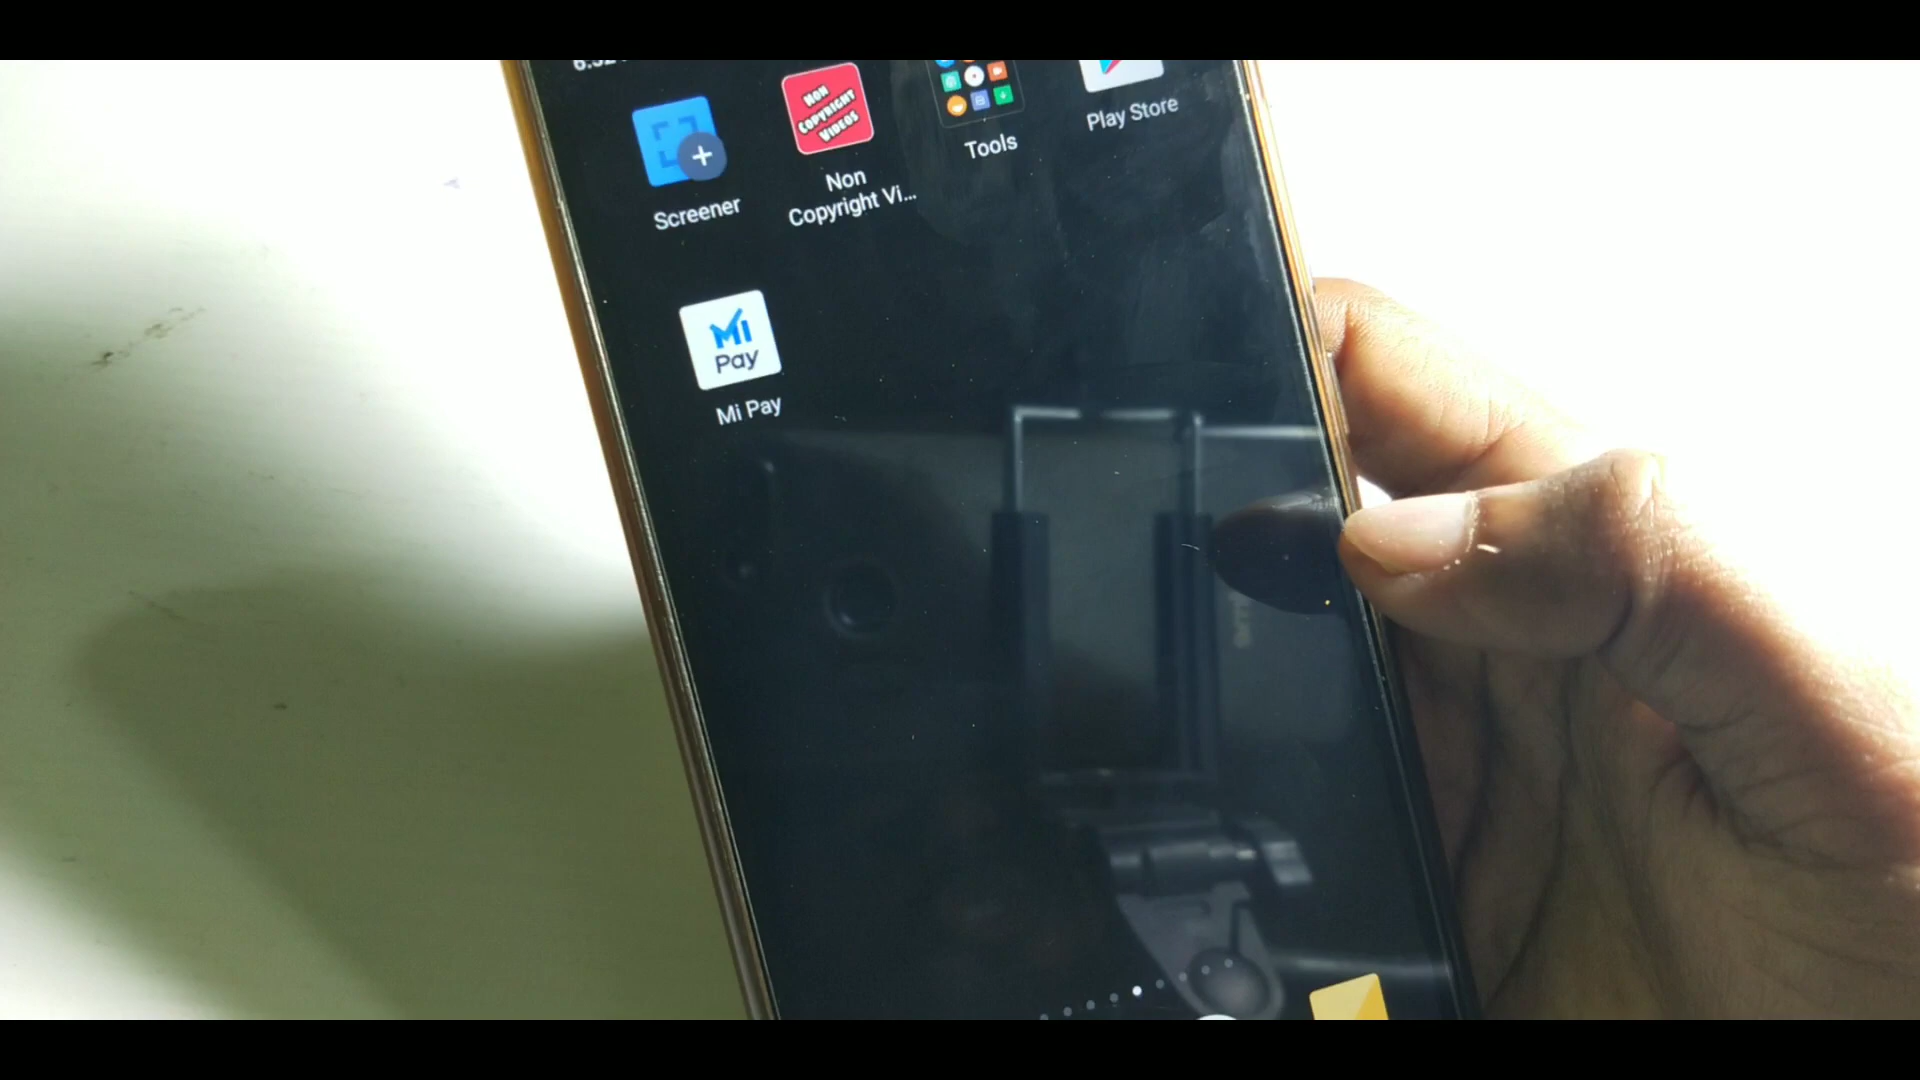 Non
Copyright
Videos
Play Store
Tools
Screener
Non
Copyright Vi...
Mi
Pay
Mi Pay